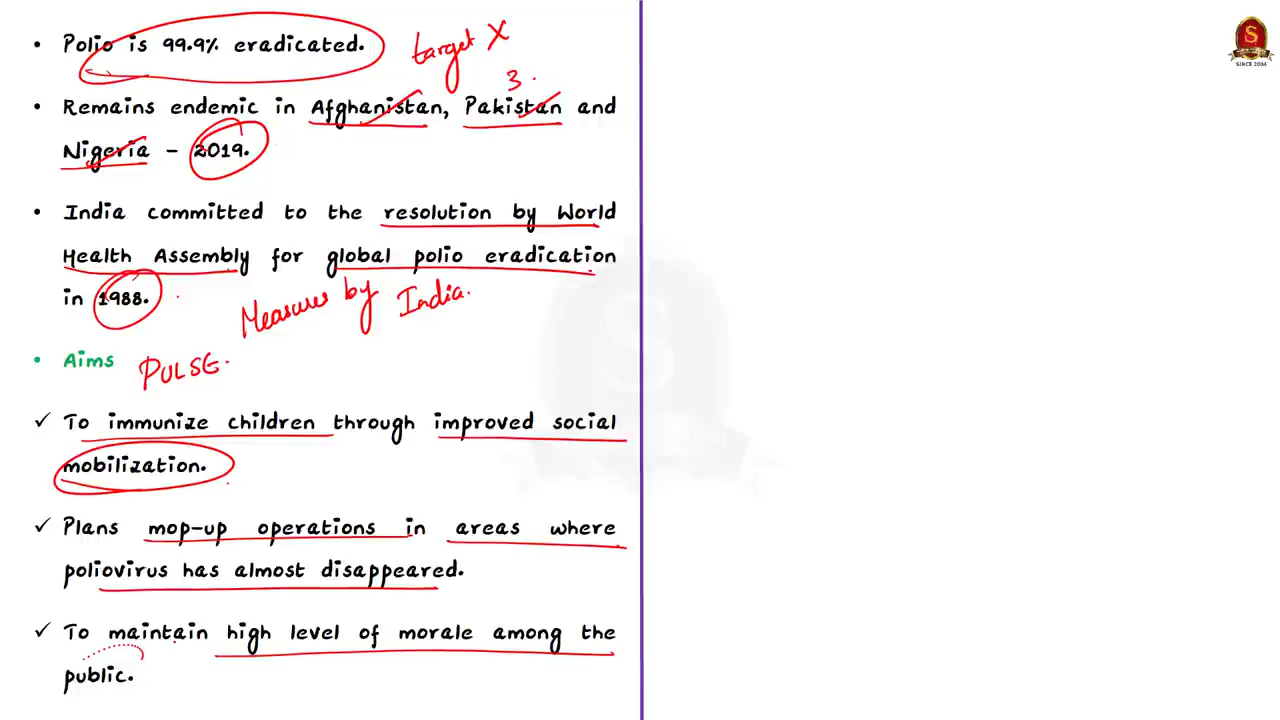 • Polio is 99.9% eradicated.
target X
3.
• Remains endemic in Afghanistan, Pakistan and
Nigeria - 2019.
• India committed to the resolution by World
Health Assembly for global polio eradication
in 1988.
Measures by India.
• Aims
PULSE.
✓ To immunize children through improved social
mobilization.
✓ Plans mop-up operations in areas where
poliovirus has almost disappeared.
✓ To maintain high level of morale among the
public.
S
SINCE 2004